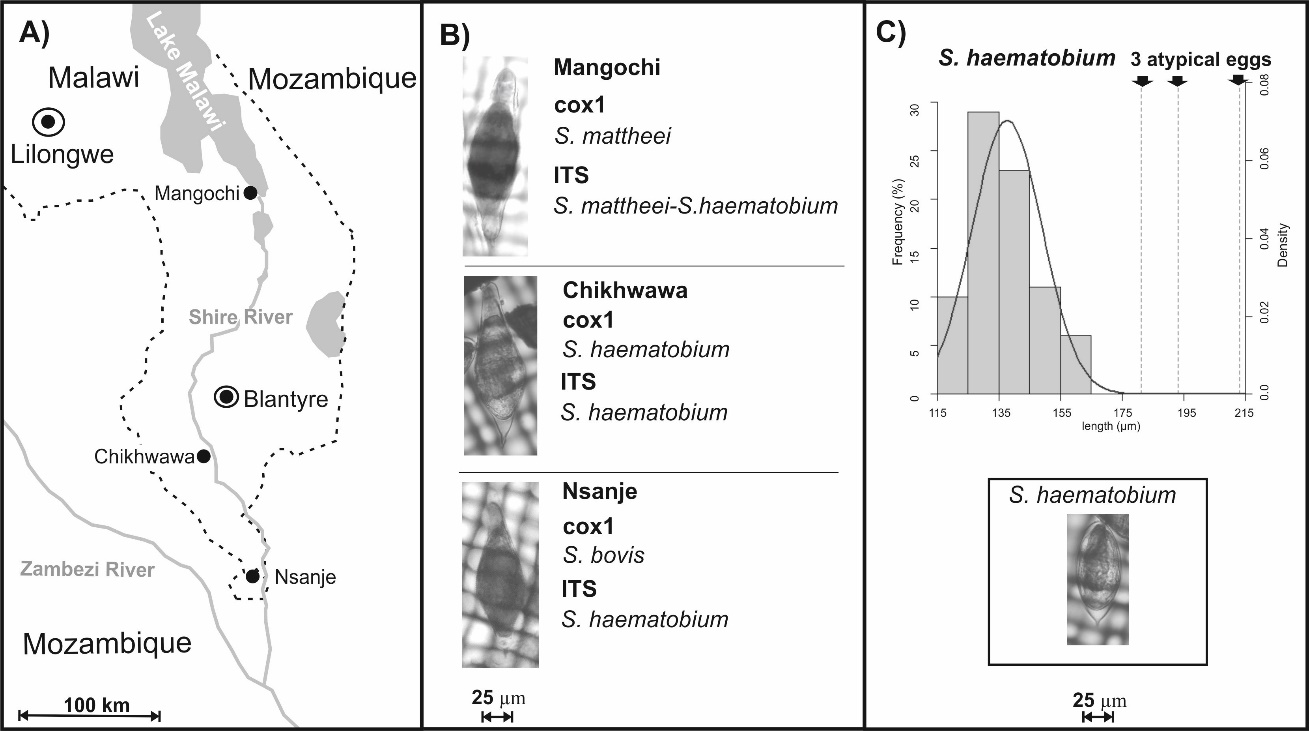 A)
Lake Malawi
Malawi
Mozambique
Lilongwe
Mangochi
Shire River
Blantyre
Chikhwawa
Zambezi River
Nsanje
Mozambique
100 km
B)
Mangochi
cox1
S. mattheei
ITS
S. mattheei-S.haematobium
Chikhwawa
cox1
S. haematobium
ITS
S. haematobium
Nsanje
cox1
S. bovis
ITS
S. haematobium
25 µm
C)
S. haematobium 3 atypical eggs
Frequency (%)
30
25
20
15
10
5
0
0.08
0.06
0.04
0.02
0.0
Density
115 135 155 175 195 215
length (µm)
S. haematobium
25 µm